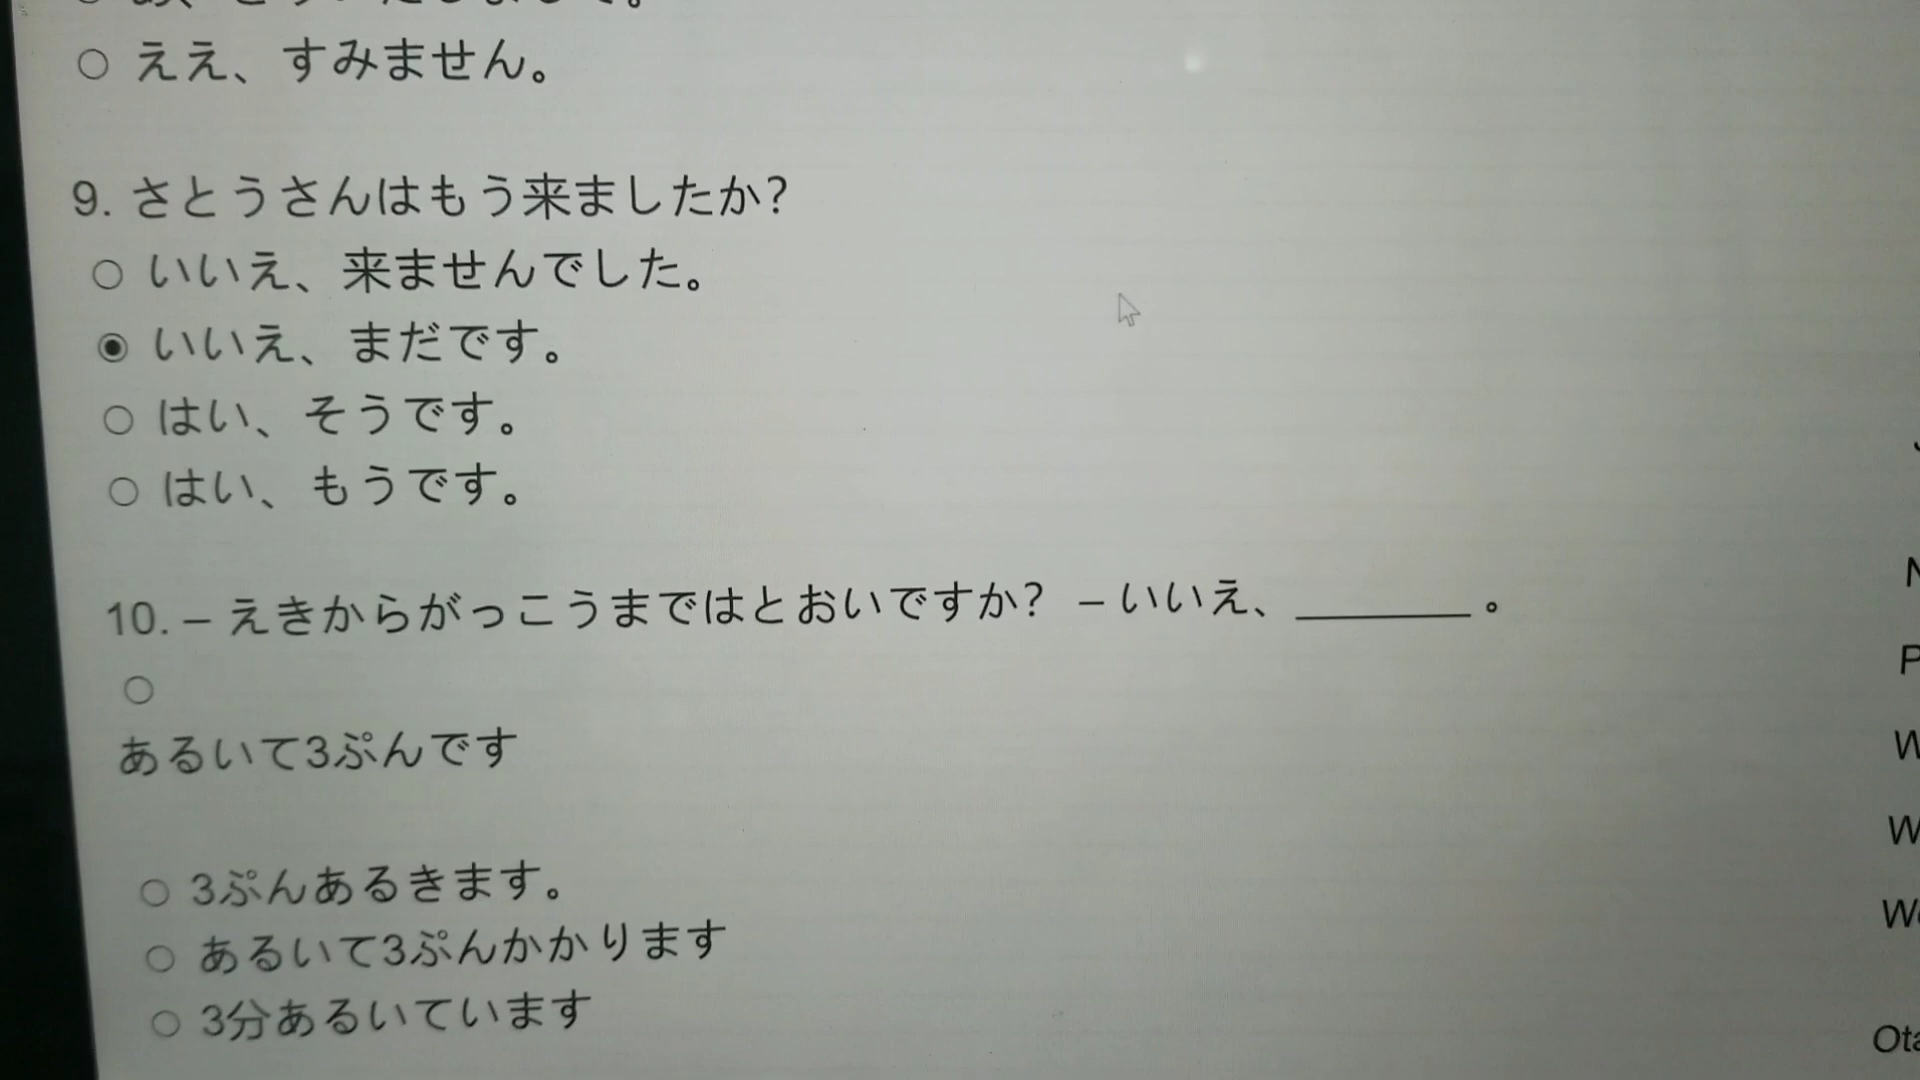 ○ ええ、すみません。
9. さとうさんはもう来ましたか?
○ いいえ、来ませんでした。
◉ いいえ、まだです。
○ はい、そうです。
○ はい、もうです。
10. – えきからがっこうまではとおいですか? – いいえ、________。
○
あるいて3ぷんです
○ 3ぷんあるきます。
○ あるいて3ぷんかかります
○ 3分あるいています